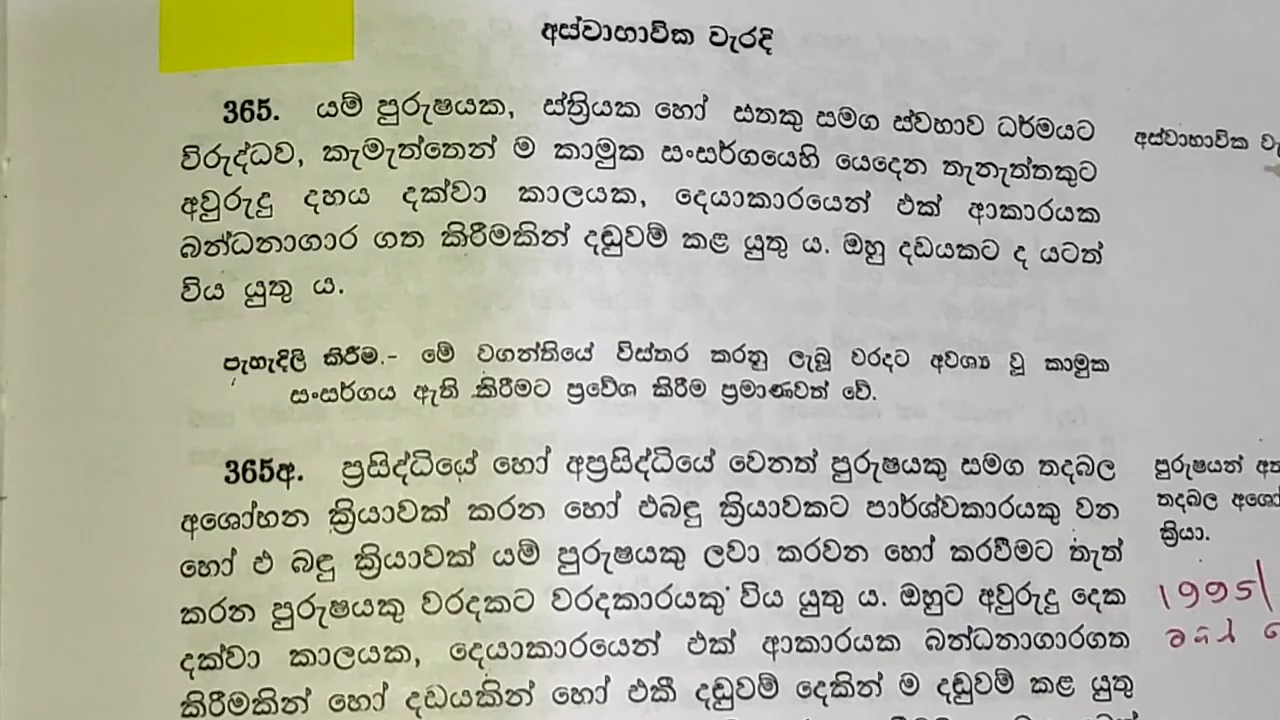 අස්වාභාවික වැරදි
365. යම් පුරුෂයක, ස්ත්‍රියක හෝ සතකු සමග ස්වභාව ධර්මයට
අස්වාභාවික
විරුද්ධව, කැමැත්තෙන් ම කාමුක සංසර්ගයෙහි යෙදෙන තැනැත්තකුට
අවුරුදු දහය දක්වා කාලයක, දෙයාකාරයෙන් එක් ආකාරයක
බන්ධනාගාර ගත කිරීමකින් දඬුවම් කළ යුතු ය. ඔහු දඩයකට ද යටත්
විය යුතු ය.
පැහැදිලි කිරීම.- මේ වගන්තියේ විස්තර කරනු ලැබූ වරදට අවශ්‍ය වූ කාමුක
සංසර්ගය ඇති කිරීමට ප්‍රවේශ කිරීම ප්‍රමාණවත් වේ.
365අ. ප්‍රසිද්ධියේ හෝ අප්‍රසිද්ධියේ වෙනත් පුරුෂයකු සමග තදබල
අශෝභන ක්‍රියාවක් කරන හෝ එබඳු ක්‍රියාවකට පාර්ශ්වකාරයකු වන
හෝ එ බඳු ක්‍රියාවක් යම් පුරුෂයකු ලවා කරවන හෝ කරවීමට තැත්
කරන පුරුෂයකු වරදකට වරදකාරයකු විය යුතු ය. ඔහුට අවුරුදු දෙක
දක්වා කාලයක, දෙයාකාරයෙන් එක් ආකාරයක බන්ධනාගාරගත
කිරීමකින් හෝ දඩයකින් හෝ එකී දඬුවම් දෙකින් ම දඬුවම් කළ යුතු
පුරුෂයන්
තදබල
ක්‍රියා.
1995/